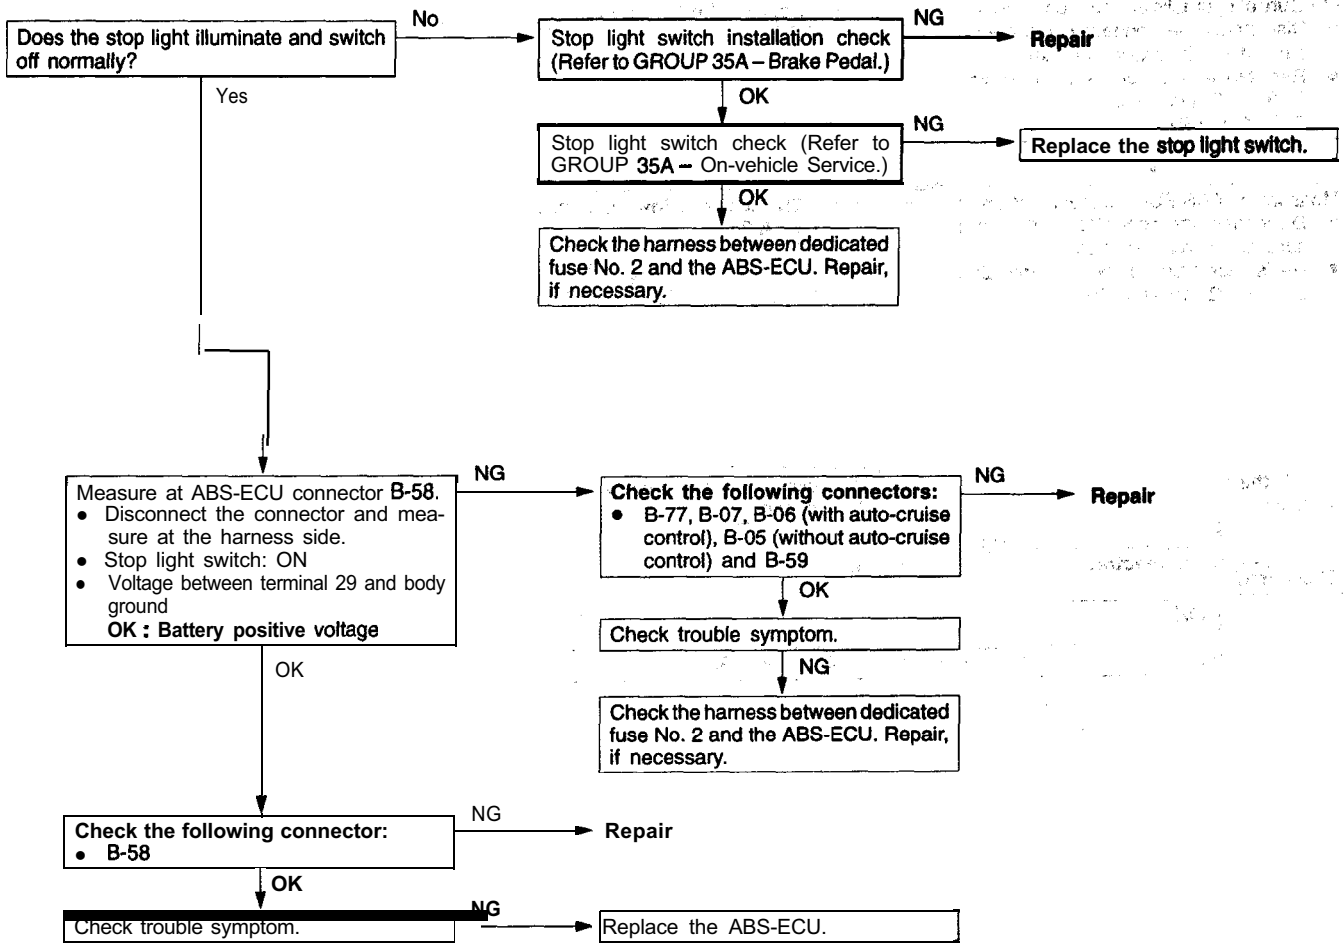 No
Does the stop light illuminate and switch
off normally?
Yes
Stop light switch installation check
(Refer to GROUP 35A – Brake Pedal.)
NG
Repair
OK
Stop light switch check (Refer to
GROUP 35A – On-vehicle Service.)
NG
Replace the stop light switch.
OK
Check the harness between dedicated
fuse No. 2 and the ABS-ECU. Repair,
if necessary.
Measure at ABS-ECU connector B-58.
● Disconnect the connector and mea-
sure at the harness side.
● Stop light switch: ON
● Voltage between terminal 29 and body
ground
OK : Battery positive voltage
NG
Check the following connectors:
● B-77, B-07, B-06 (with auto-cruise
control), B-05 (without auto-cruise
control) and B-59
NG
Repair
OK
Check trouble symptom.
NG
Check the harness between dedicated
fuse No. 2 and the ABS-ECU. Repair,
if necessary.
OK
Check the following connector:
● B-58
NG
Repair
OK
Check trouble symptom.
NG
Replace the ABS-ECU.